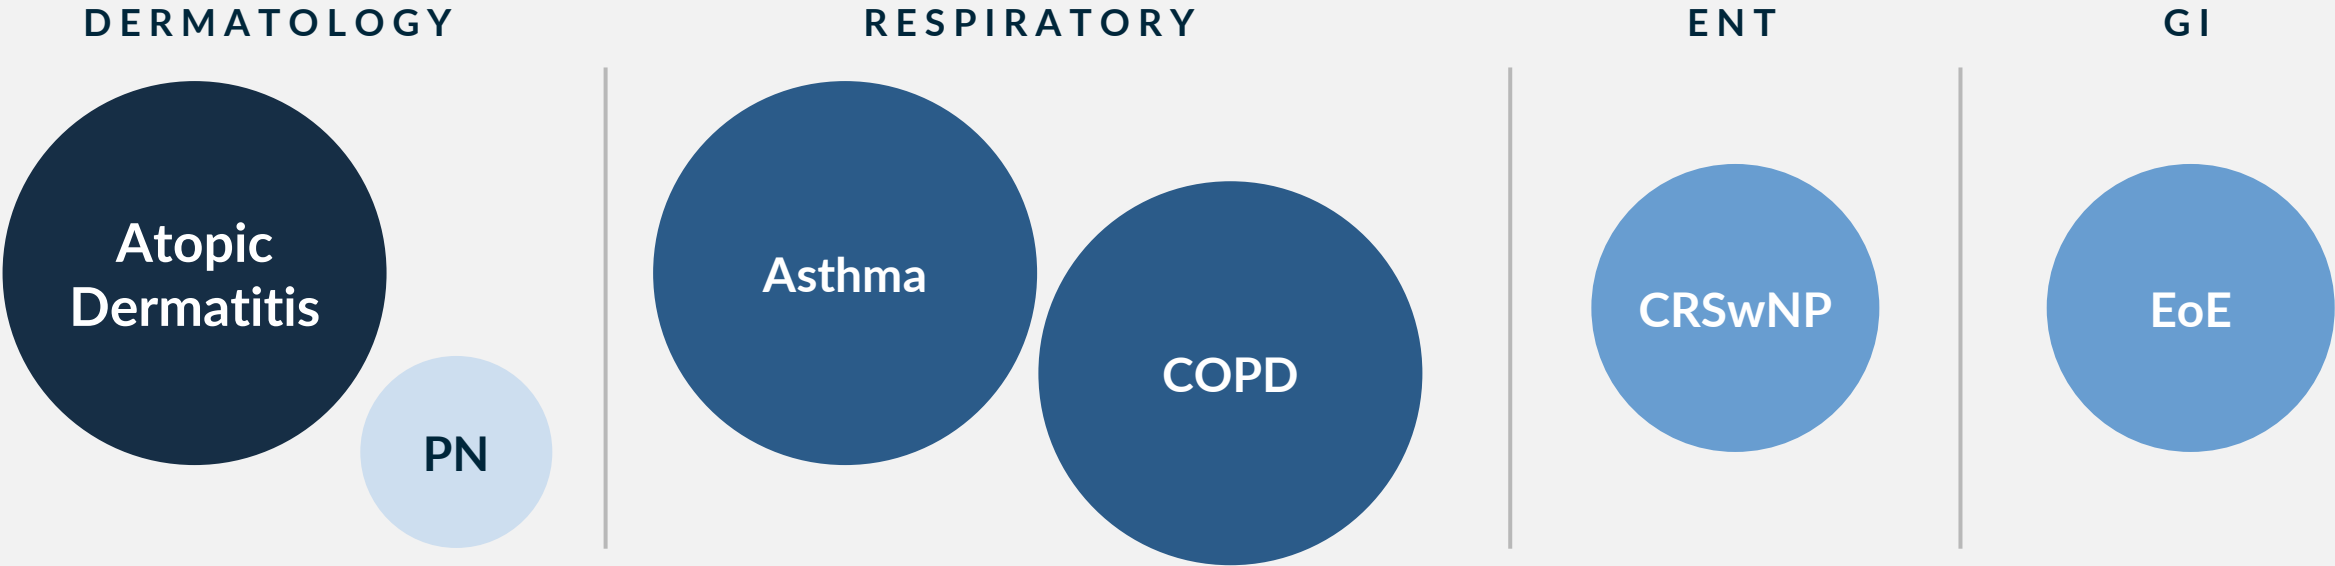 DERMATOLOGY
Atopic
Dermatitis
PN
RESPIRATORY
Asthma
COPD
ENT
CRSwNP
GI
EoE